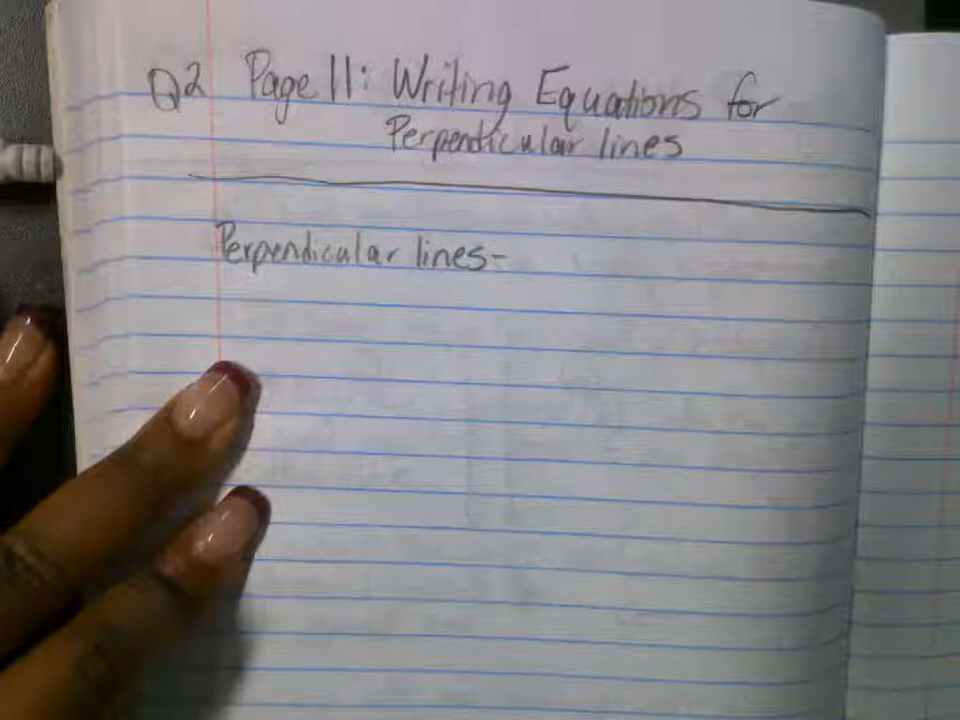 Q2 Page 11: Writing Equations for
Perpendicular lines
Perpendicular lines-